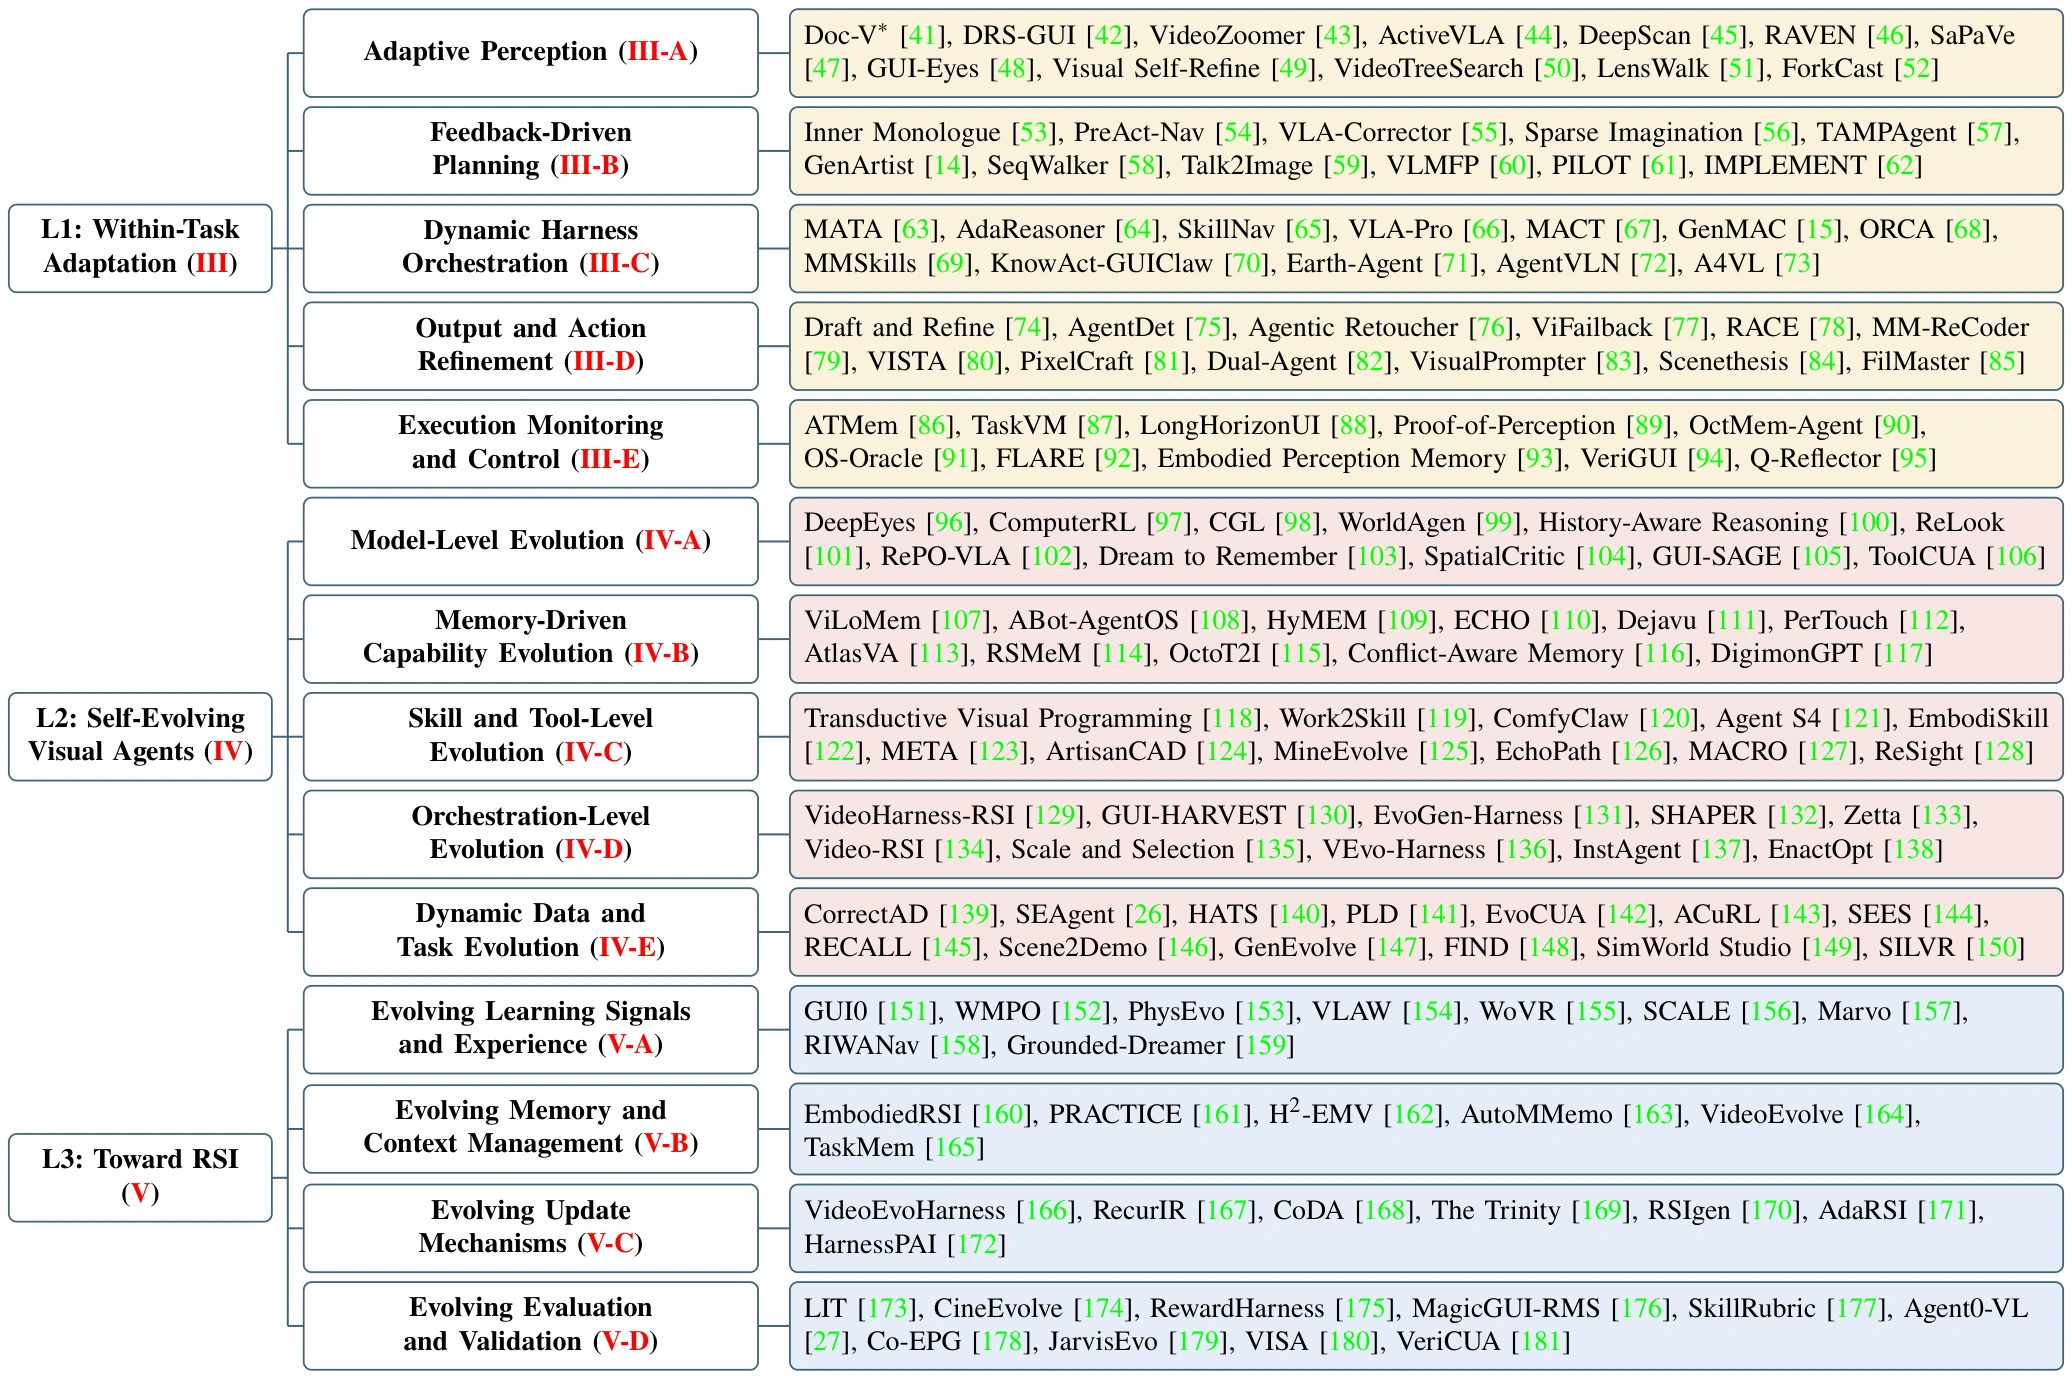 Adaptive Perception (III-A)
Doc-V* [41], DRS-GUI [42], VideoZoomer [43], ActiveVLA [44], DeepScan [45], RAVEN [46], SaPaVe
[47], GUI-Eyes [48], Visual Self-Refine [49], VideoTreeSearch [50], LensWalk [51], ForkCast [52]
Feedback-Driven
Planning (III-B)
Inner Monologue [53], PreAct-Nav [54], VLA-Corrector [55], Sparse Imagination [56], TAMPAgent [57],
GenArtist [14], SeqWalker [58], Talk2Image [59], VLMFP [60], PILOT [61], IMPLEMENT [62]
L1: Within-Task
Adaptation (III)
Dynamic Harness
Orchestration (III-C)
MATA [63], AdaReasoner [64], SkillNav [65], VLA-Pro [66], MACT [67], GenMAC [15], ORCA [68],
MMSkills [69], KnowAct-GUIClaw [70], Earth-Agent [71], AgentVLN [72], A4VL [73]
Output and Action
Refinement (III-D)
Draft and Refine [74], AgentDet [75], Agentic Retoucher [76], ViFailback [77], RACE [78], MM-ReCoder
[79], VISTA [80], PixelCraft [81], Dual-Agent [82], VisualPrompter [83], Scenethesis [84], FilMaster [85]
Execution Monitoring
and Control (III-E)
ATMem [86], TaskVM [87], LongHorizonUI [88], Proof-of-Perception [89], OctMem-Agent [90],
OS-Oracle [91], FLARE [92], Embodied Perception Memory [93], VeriGUI [94], Q-Reflector [95]
Model-Level Evolution (IV-A)
DeepEyes [96], ComputerRL [97], CGL [98], WorldAgen [99], History-Aware Reasoning [100], ReLook
[101], RePO-VLA [102], Dream to Remember [103], SpatialCritic [104], GUI-SAGE [105], ToolCUA [106]
Memory-Driven
Capability Evolution (IV-B)
ViLoMem [107], ABot-AgentOS [108], HyMEM [109], ECHO [110], Dejavu [111], PerTouch [112],
AtlasVA [113], RSMeM [114], OctoT2I [115], Conflict-Aware Memory [116], DigimonGPT [117]
L2: Self-Evolving
Visual Agents (IV)
Skill and Tool-Level
Evolution (IV-C)
Transductive Visual Programming [118], Work2Skill [119], ComfyClaw [120], Agent S4 [121], EmbodiSkill
[122], META [123], ArtisanCAD [124], MineEvolve [125], EchoPath [126], MACRO [127], ReSight [128]
Orchestration-Level
Evolution (IV-D)
VideoHarness-RSI [129], GUI-HARVEST [130], EvoGen-Harness [131], SHAPER [132], Zetta [133],
Video-RSI [134], Scale and Selection [135], VEvo-Harness [136], InstAgent [137], EnactOpt [138]
Dynamic Data and
Task Evolution (IV-E)
CorrectAD [139], SEAgent [26], HATS [140], PLD [141], EvoCUA [142], ACuRL [143], SEES [144],
RECALL [145], Scene2Demo [146], GenEvolve [147], FIND [148], SimWorld Studio [149], SILVR [150]
Evolving Learning Signals
and Experience (V-A)
GUI0 [151], WMPO [152], PhysEvo [153], VLAW [154], WoVR [155], SCALE [156], Marvo [157],
RIWANav [158], Grounded-Dreamer [159]
Evolving Memory and
Context Management (V-B)
EmbodiedRSI [160], PRACTICE [161], H²-EMV [162], AutoMMemo [163], VideoEvolve [164],
TaskMem [165]
L3: Toward RSI
(V)
Evolving Update
Mechanisms (V-C)
VideoEvoHarness [166], RecurIR [167], CoDA [168], The Trinity [169], RSIgen [170], AdaRSI [171],
HarnessPAI [172]
Evolving Evaluation
and Validation (V-D)
LIT [173], CineEvolve [174], RewardHarness [175], MagicGUI-RMS [176], SkillRubric [177], Agent0-VL
[27], Co-EPG [178], JarvisEvo [179], VISA [180], VeriCUA [181]